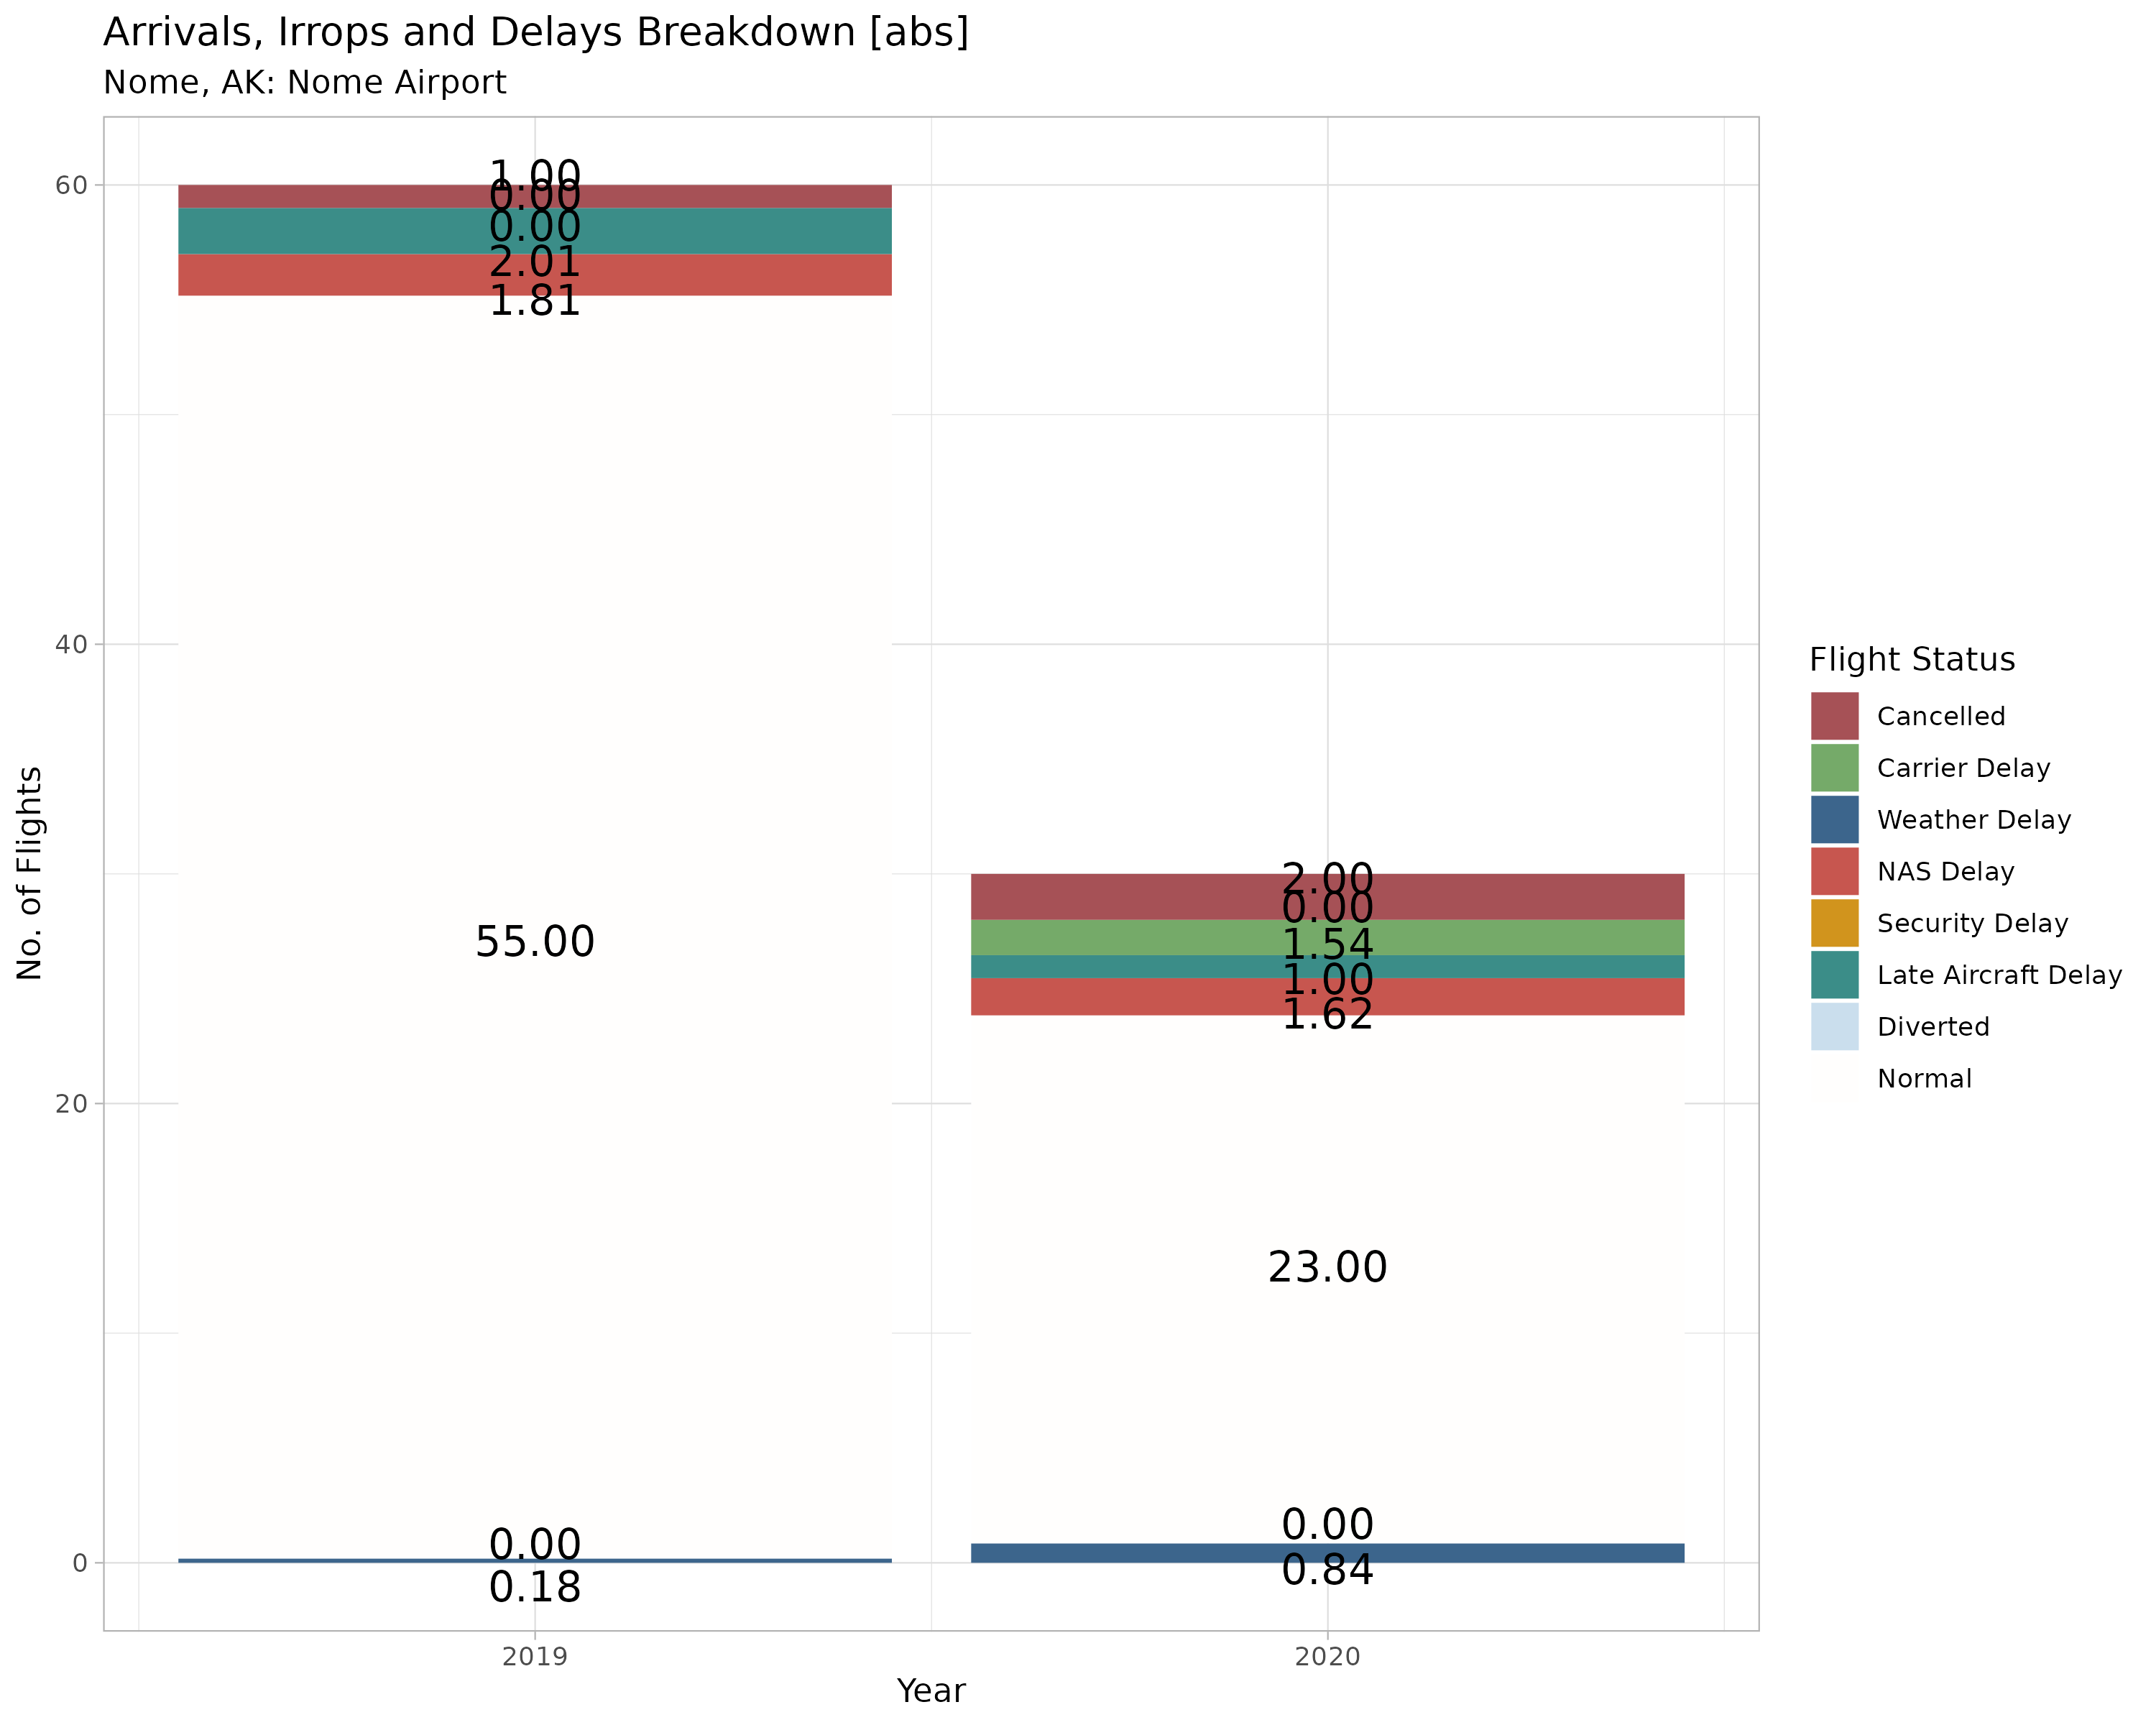 Arrivals, Irrops and Delays Breakdown [abs]
Nome, AK: Nome Airport
No. of Flights
60
40
20
0
1.00
0.00
0.00
2.01
1.81
55.00
0.00
0.18
2.00
0.00
1.54
1.00
1.62
23.00
0.00
0.84
2019
2020
Year
Flight Status
Cancelled
Carrier Delay
Weather Delay
NAS Delay
Security Delay
Late Aircraft Delay
Diverted
Normal